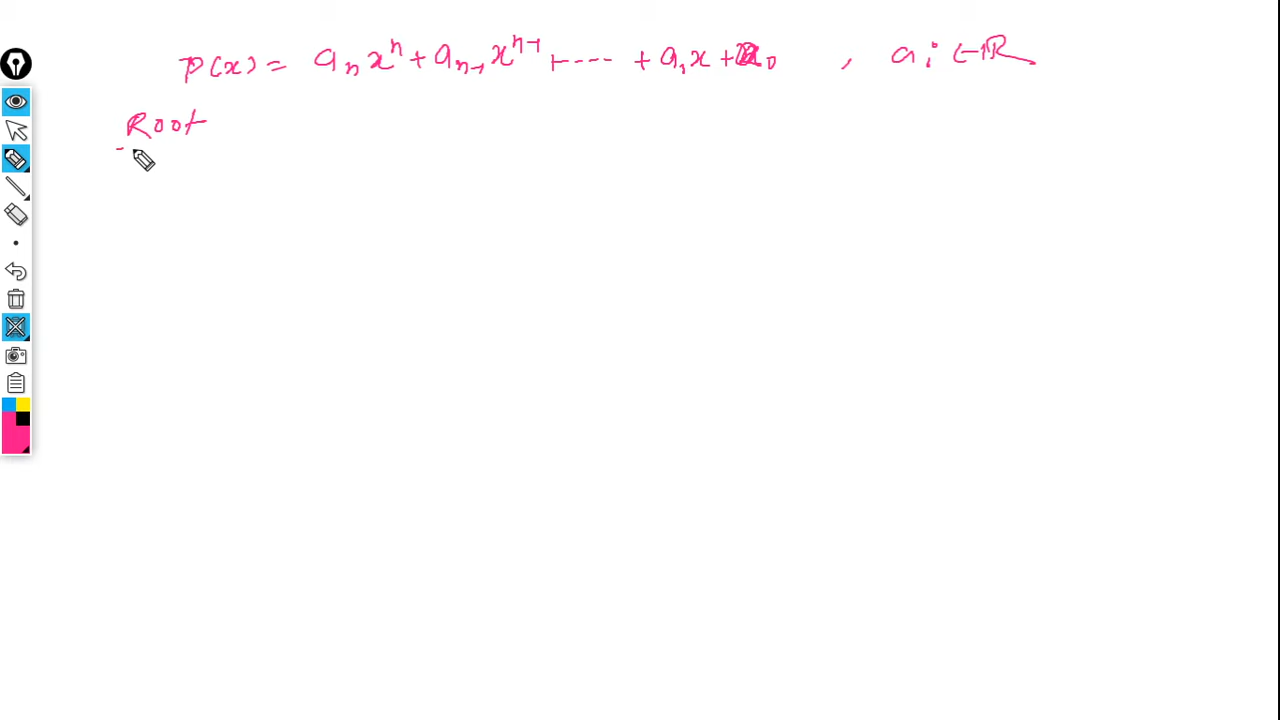 P(x) = aₙxⁿ + aₙ₋₁xⁿ⁻¹ + ---- + a₁x + a₀ , aᵢ ∈ ℝ
Root